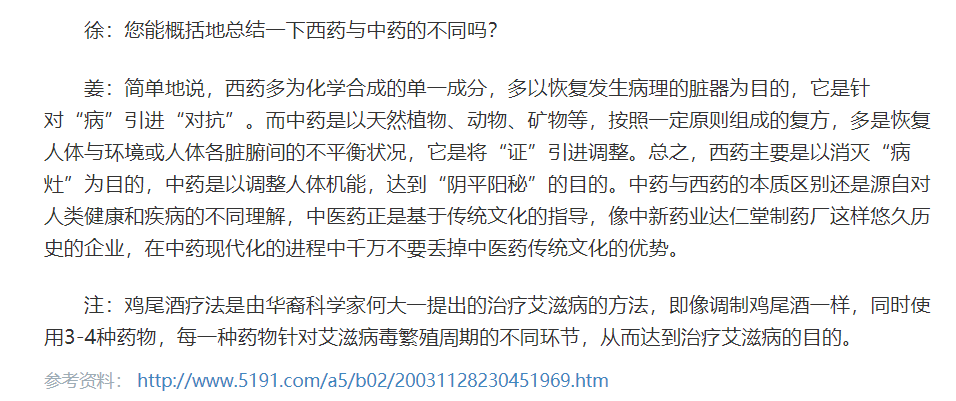 徐：您能概括地总结一下西药与中药的不同吗？
姜：简单地说，西药多为化学合成的单一成分，多以恢复发生病理的脏器为目的，它是针
对“病”引进“对抗”。而中药是以天然植物、动物、矿物等，按照一定原则组成的复方，多是恢复
人体与环境或人体各脏腑间的不平衡状况，它是将“证”引进调整。总之，西药主要是以消灭“病
灶”为目的，中药是以调整人体机能，达到“阴平阳秘”的目的。中药与西药的本质区别还是源自对
人类健康和疾病的不同理解，中医药正是基于传统文化的指导，像中新药业达仁堂制药厂这样悠久历
史的企业，在中药现代化的进程中千万不要丢掉中医药传统文化的优势。
注：鸡尾酒疗法是由华裔科学家何大一提出的治疗艾滋病的方法，即像调制鸡尾酒一样，同时使
用3-4种药物，每一种药物针对艾滋病毒繁殖周期的不同环节，从而达到治疗艾滋病的目的。
参考资料： http://www.5191.com/a5/b02/20031128230451969.htm